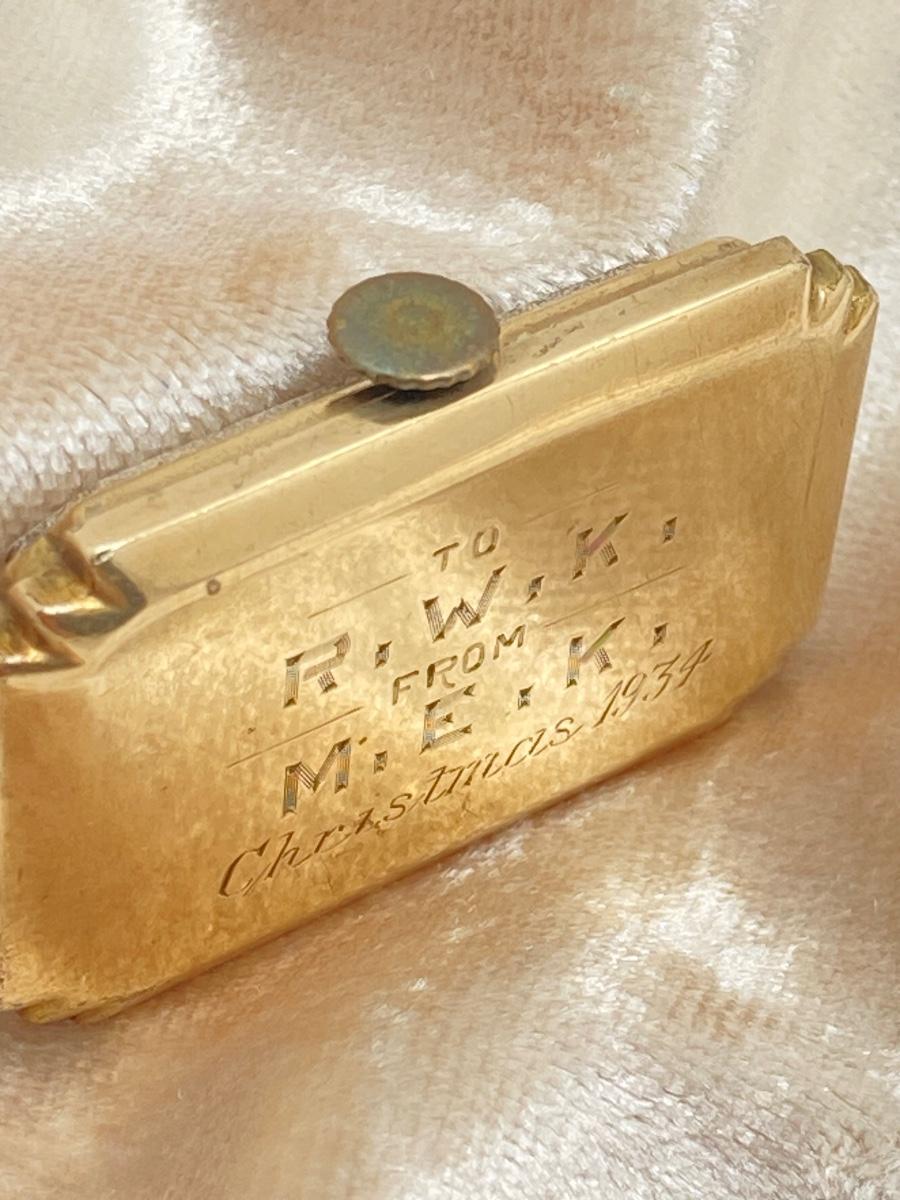 TO
R.W.K.
FROM
M.E.K.
Christmas 1934